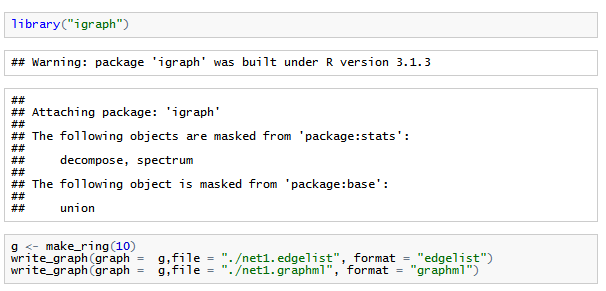 library("igraph")
## Warning: package 'igraph' was built under R version 3.1.3
##
## Attaching package: 'igraph'
##
## The following objects are masked from 'package:stats':
##
##     decompose, spectrum
##
## The following object is masked from 'package:base':
##
##     union
g <- make_ring(10)
write_graph(graph =  g,file = "./net1.edgelist", format = "edgelist")
write_graph(graph =  g,file = "./net1.graphml", format = "graphml")